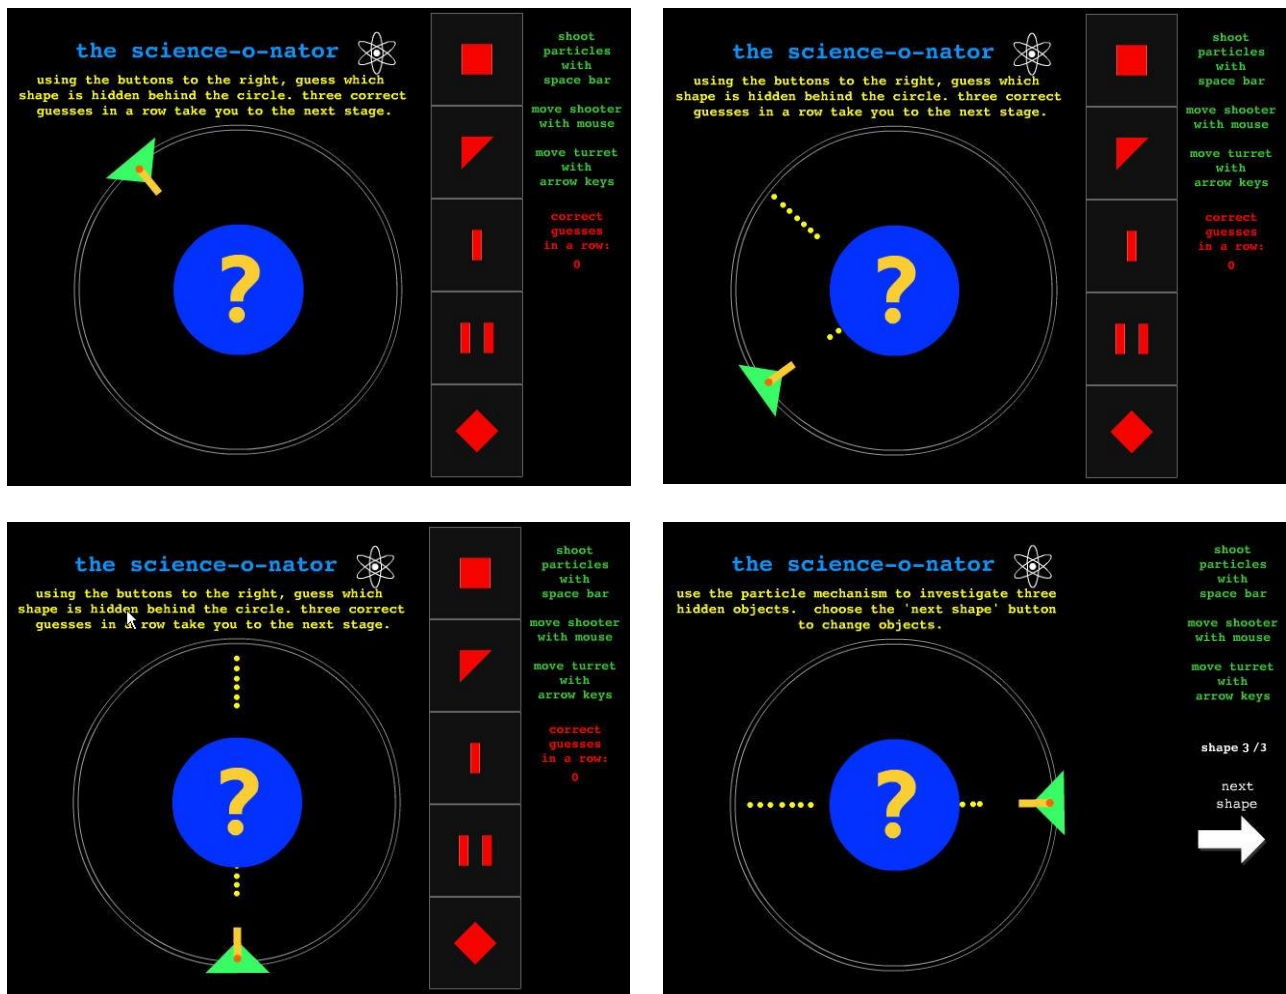 the science-o-nator
using the buttons to the right, guess which
shape is hidden behind the circle. three correct
guesses in a row take you to the next stage.
?
shoot
particles
with
space bar
move shooter
with mouse
move turret
with
arrow keys
correct
guesses
in a row:
0
the science-o-nator
using the buttons to the right, guess which
shape is hidden behind the circle. three correct
guesses in a row take you to the next stage.
?
shoot
particles
with
space bar
move shooter
with mouse
move turret
with
arrow keys
correct
guesses
in a row:
0
the science-o-nator
using the buttons to the right, guess which
shape is hidden behind the circle. three correct
guesses in a row take you to the next stage.
?
shoot
particles
with
space bar
move shooter
with mouse
move turret
with
arrow keys
correct
guesses
in a row:
0
the science-o-nator
use the particle mechanism to investigate three
hidden objects. choose the 'next shape' button
to change objects.
?
shoot
particles
with
space bar
move shooter
with mouse
move turret
with
arrow keys
shape 3 /3
next
shape